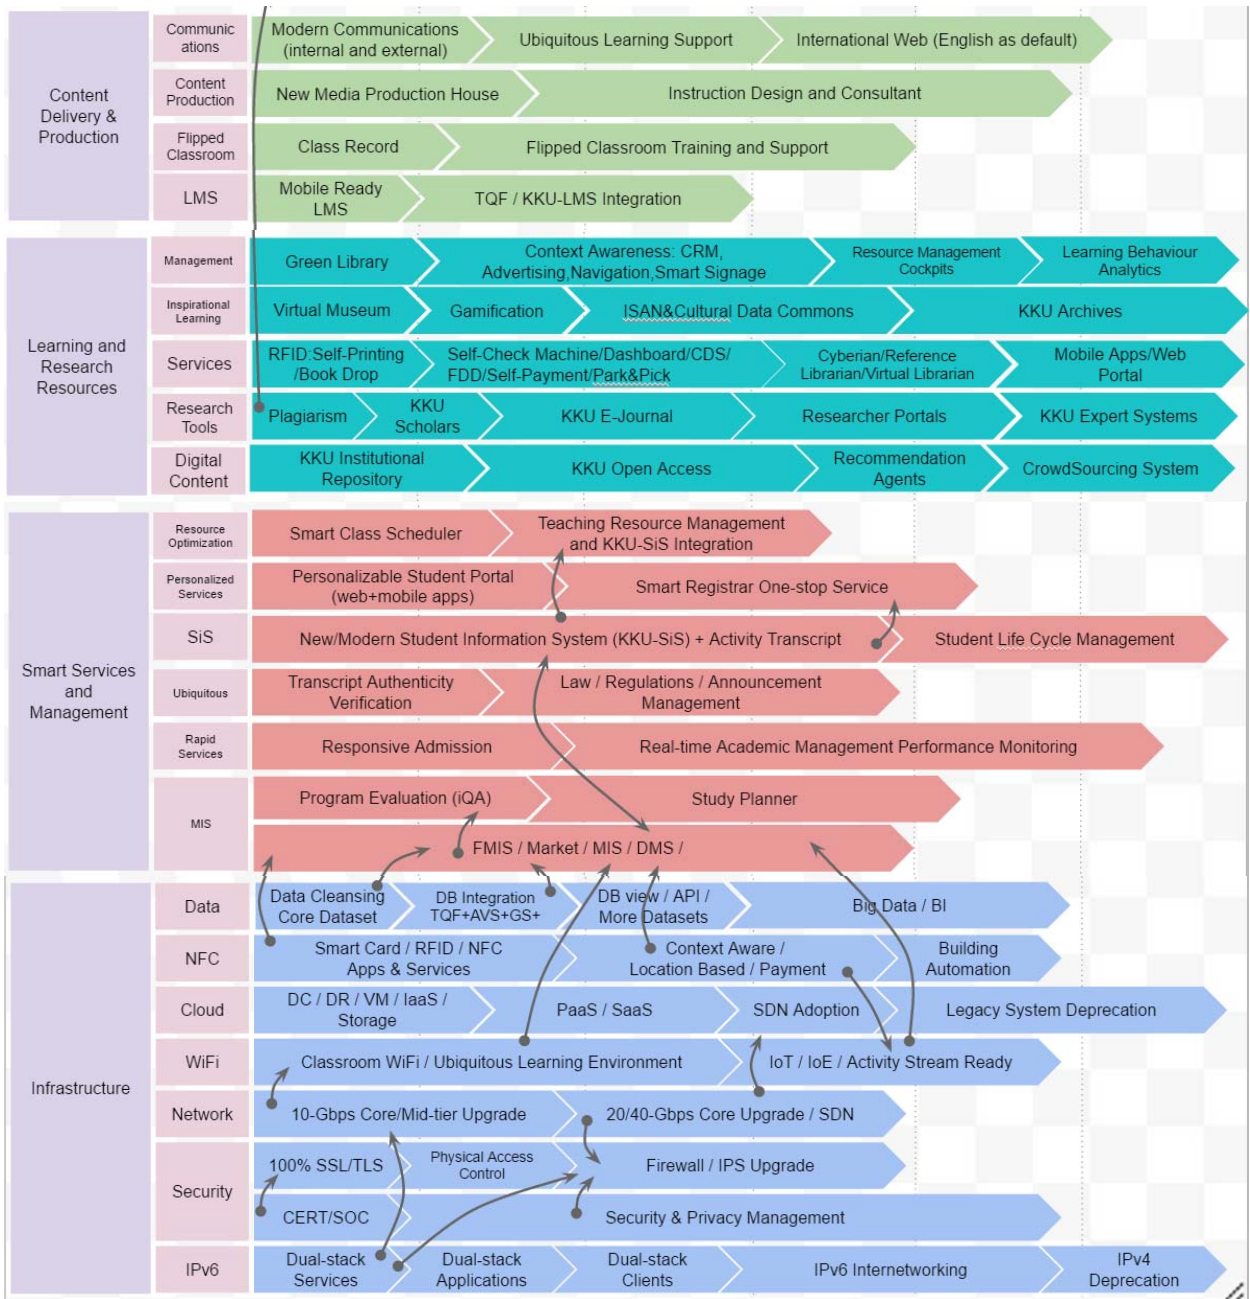 Content
Delivery &
Production
Communic
ations
Modern Communications
(internal and external)
Ubiquitous Learning Support
International Web (English as default)
Content
Production
New Media Production House
Instruction Design and Consultant
Flipped
Classroom
Class Record
Flipped Classroom Training and Support
LMS
Mobile Ready
LMS
TQF / KKU-LMS Integration
Learning and
Research
Resources
Management
Green Library
Context Awareness: CRM,
Advertising,Navigation,Smart Signage
Resource Management
Cockpits
Learning Behaviour
Analytics
Inspirational
Learning
Virtual Museum
Gamification
ISAN&Cultural Data Commons
KKU Archives
Services
RFID:Self-Printing
/Book Drop
Self-Check Machine/Dashboard/CDS/
FDD/Self-Payment/Park&Pick
Cyberian/Reference
Librarian/Virtual Librarian
Mobile Apps/Web
Portal
Research
Tools
Plagiarism
KKU
Scholars
KKU E-Journal
Researcher Portals
KKU Expert Systems
Digital
Content
KKU Institutional
Repository
KKU Open Access
Recommendation
Agents
CrowdSourcing System
Smart Services
and
Management
Resource
Optimization
Smart Class Scheduler
Teaching Resource Management
and KKU-SiS Integration
Personalized
Services
Personalizable Student Portal
(web+mobile apps)
Smart Registrar One-stop Service
SiS
New/Modern Student Information System (KKU-SiS) + Activity Transcript
Student Life Cycle Management
Ubiquitous
Transcript Authenticity
Verification
Law / Regulations / Announcement
Management
Rapid
Services
Responsive Admission
Real-time Academic Management Performance Monitoring
MIS
Program Evaluation (iQA)
Study Planner
FMIS / Market / MIS / DMS /
Infrastructure
Data
Data Cleansing
Core Dataset
DB Integration
TQF+AVS+GS+
DB view / API /
More Datasets
Big Data / BI
NFC
Smart Card / RFID / NFC
Apps & Services
Context Aware /
Location Based / Payment
Building
Automation
Cloud
DC / DR / VM / IaaS /
Storage
PaaS / SaaS
SDN Adoption
Legacy System Deprecation
WiFi
Classroom WiFi / Ubiquitous Learning Environment
IoT / IoE / Activity Stream Ready
Network
10-Gbps Core/Mid-tier Upgrade
20/40-Gbps Core Upgrade / SDN
Security
100% SSL/TLS
Physical Access
Control
Firewall / IPS Upgrade
CERT/SOC
Security & Privacy Management
IPv6
Dual-stack
Services
Dual-stack
Applications
Dual-stack
Clients
IPv6 Internetworking
IPv4
Deprecation